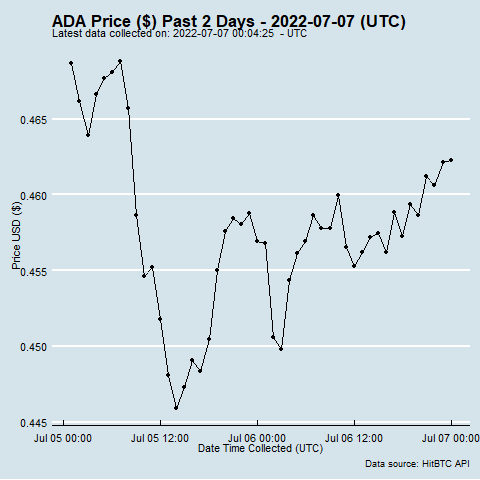 ADA Price ($) Past 2 Days - 2022-07-07 (UTC)
Latest data collected on: 2022-07-07 00:04:25  - UTC
Price USD ($)
0.465
0.460
0.455
0.450
0.445
Jul 05 00:00 Jul 05 12:00 Jul 06 00:00 Jul 06 12:00 Jul 07 00:00
Date Time Collected (UTC)
Data source: HitBTC API